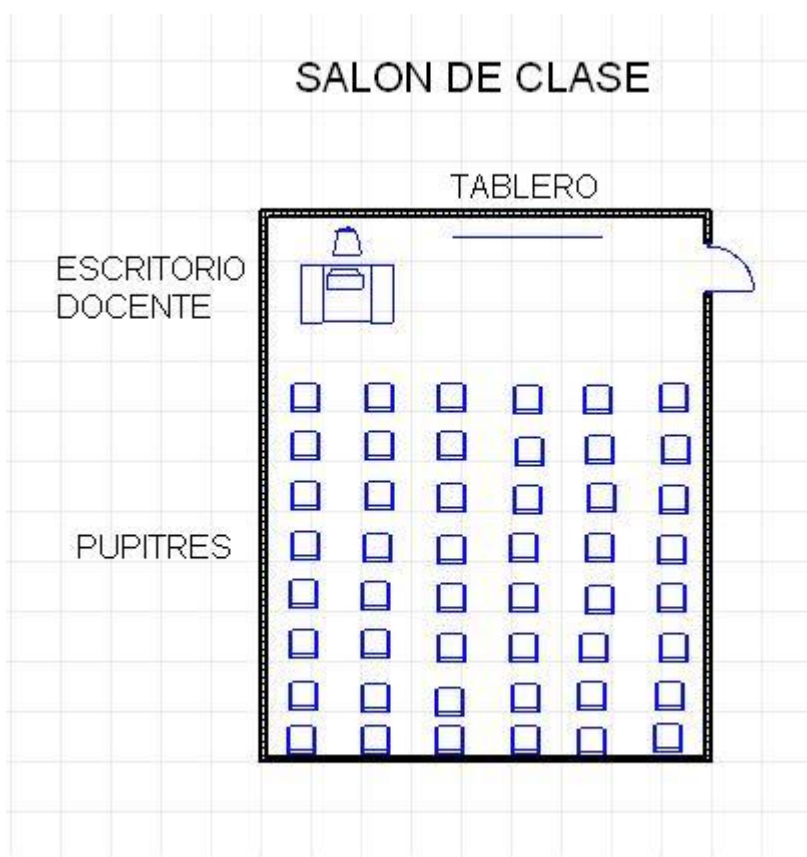 SALON DE CLASE
TABLERO
ESCRITORIO
DOCENTE
PUPITRES